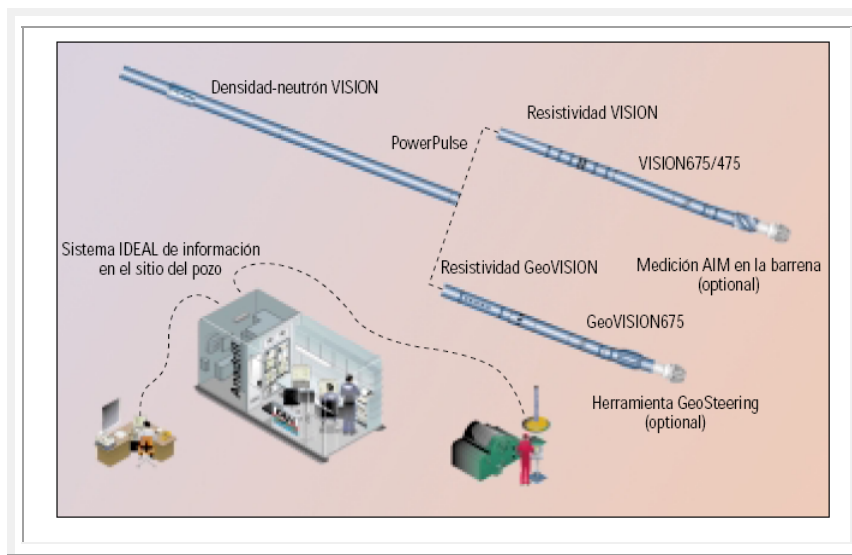 Densidad-neutrón VISION
PowerPulse
Resistividad VISION
VISION675/475
Medición AIM en la barrena
(optional)
Sistema IDEAL de información
en el sitio del pozo
Resistividad GeoVISION
GeoVISION675
Herramienta GeoSteering
(optional)
Anadrill